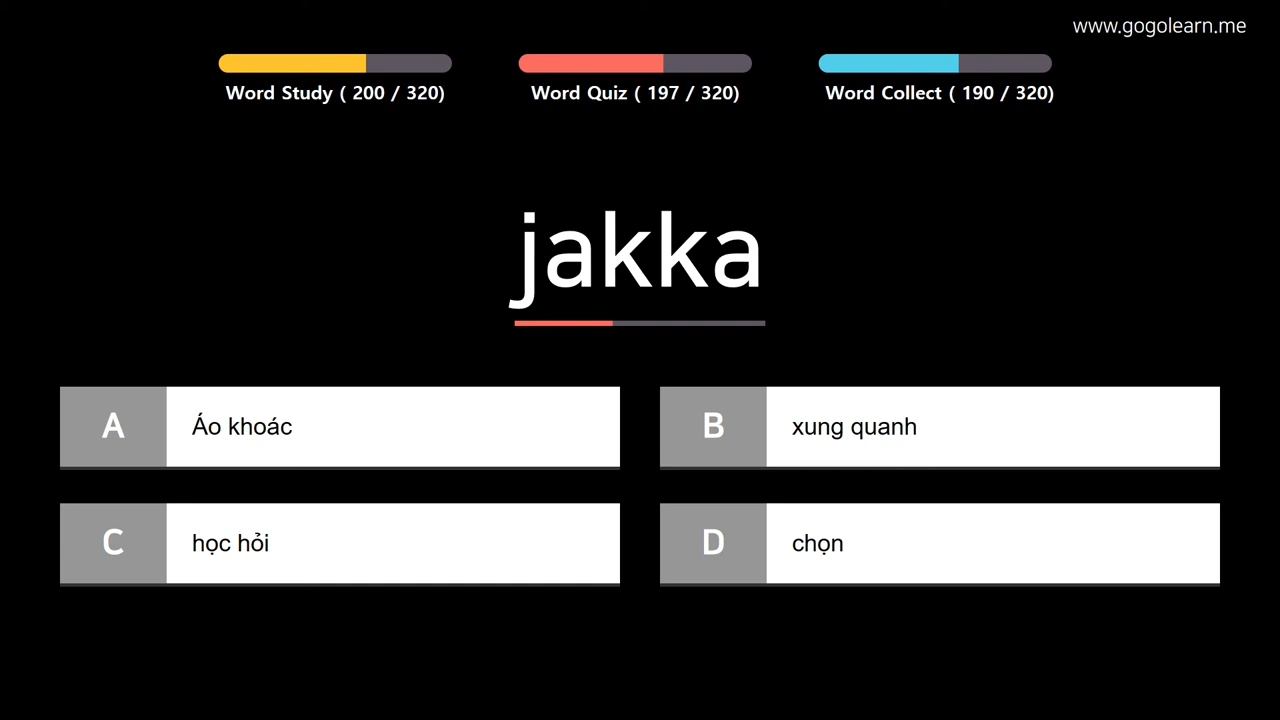 www.gogolearn.me
Word Study ( 200 / 320)
Word Quiz ( 197 / 320)
Word Collect ( 190 / 320)
jakka
A Áo khoác
B xung quanh
C học hỏi
D chọn